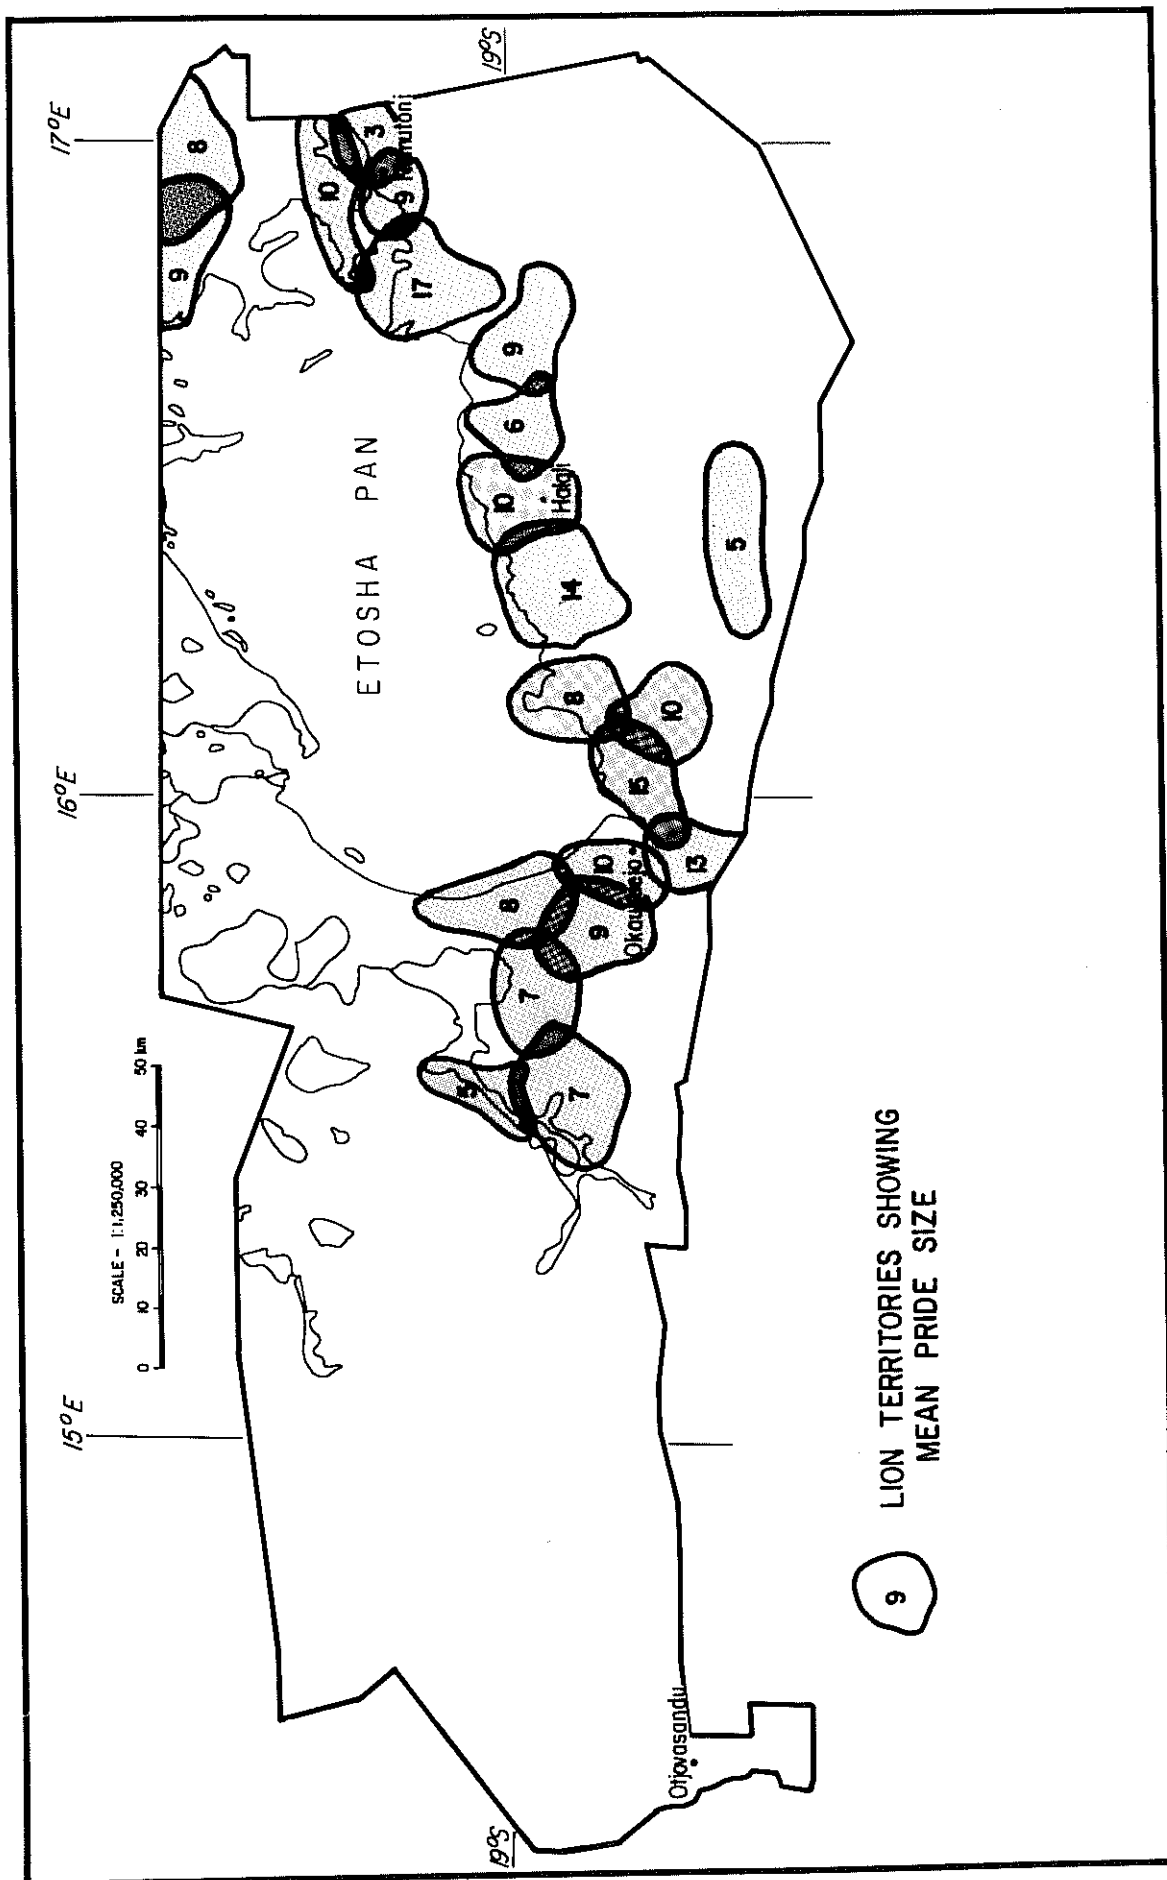 15°E 16°E 17°E
SCALE - 1:1,250,000
0 10 20 30 40 50 km
9 8
10
ETOSHA PAN
3
Namutoni
9
17
5
19°S 19°S
8 10 6 9
7
14
8
Halali
7
9
10
Okaukuejo
15
10
Otjovasandu
13
5
9
LION TERRITORIES SHOWING
MEAN PRIDE SIZE